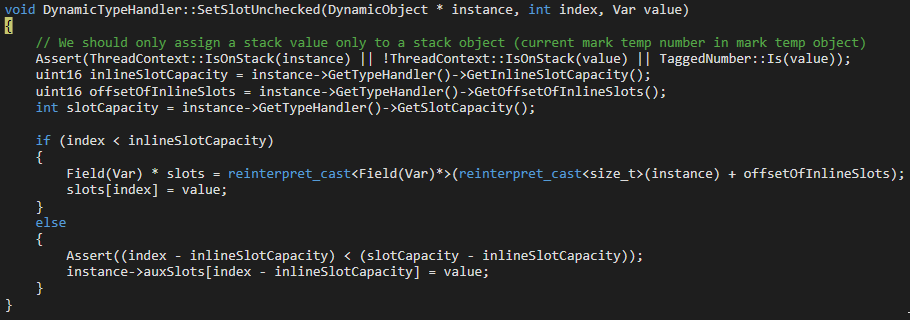 void DynamicTypeHandler::SetSlotUnchecked(DynamicObject * instance, int index, Var value)
{
// We should only assign a stack value only to a stack object (current mark temp number in mark temp object)
Assert(ThreadContext::IsOnStack(instance) || !ThreadContext::IsOnStack(value) || TaggedNumber::Is(value));
uint16 inlineSlotCapacity = instance->GetTypeHandler()->GetInlineSlotCapacity();
uint16 offsetOfInlineSlots = instance->GetTypeHandler()->GetOffsetOfInlineSlots();
int slotCapacity = instance->GetTypeHandler()->GetSlotCapacity();
if (index < inlineSlotCapacity)
{
Field(Var) * slots = reinterpret_cast<Field(Var)*>(reinterpret_cast<size_t>(instance) + offsetOfInlineSlots);
slots[index] = value;
}
else
{
Assert((index - inlineSlotCapacity) < (slotCapacity - inlineSlotCapacity));
instance->auxSlots[index - inlineSlotCapacity] = value;
}
}